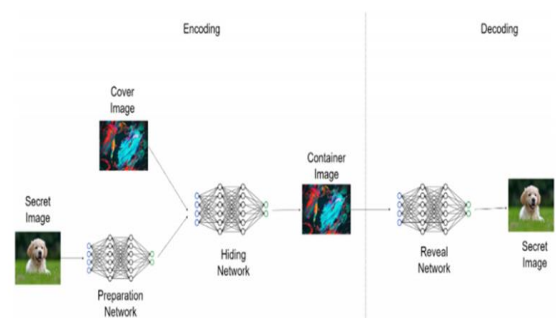 Encoding
Decoding
Cover
Image
Container
Image
Secret
Image
Hiding
Network
Reveal
Network
Secret
Image
Preparation
Network